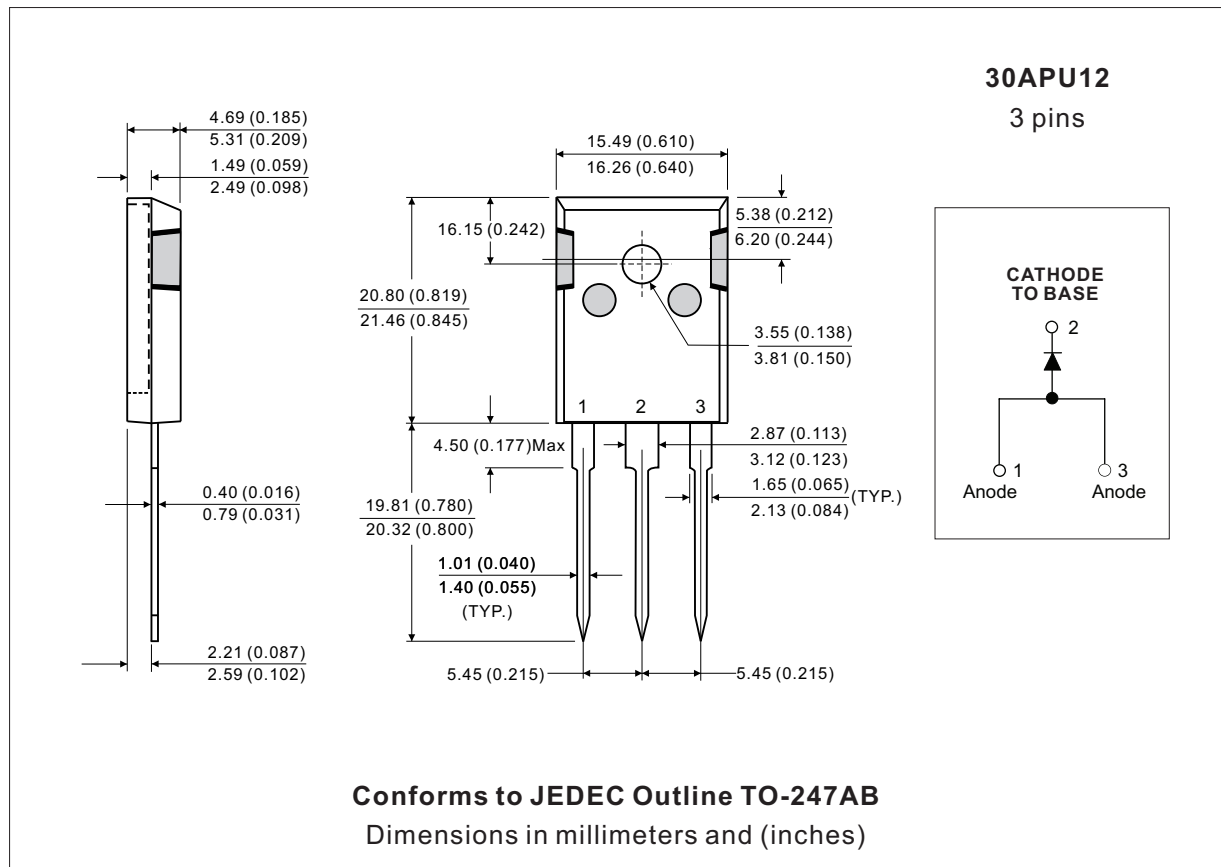 30APU12
3 pins
4.69 (0.185)
5.31 (0.209)
1.49 (0.059)
2.49 (0.098)
15.49 (0.610)
16.26 (0.640)
16.15 (0.242)
5.38 (0.212)
6.20 (0.244)
20.80 (0.819)
21.46 (0.845)
3.55 (0.138)
3.81 (0.150)
1 2 3
4.50 (0.177)Max
2.87 (0.113)
3.12 (0.123)
1.65 (0.065)
2.13 (0.084)
(TYP.)
0.40 (0.016)
0.79 (0.031)
19.81 (0.780)
20.32 (0.800)
1.01 (0.040)
1.40 (0.055)
(TYP.)
2.21 (0.087)
2.59 (0.102)
5.45 (0.215)
5.45 (0.215)
CATHODE
TO BASE
2
1
Anode
3
Anode
Conforms to JEDEC Outline TO-247AB
Dimensions in millimeters and (inches)